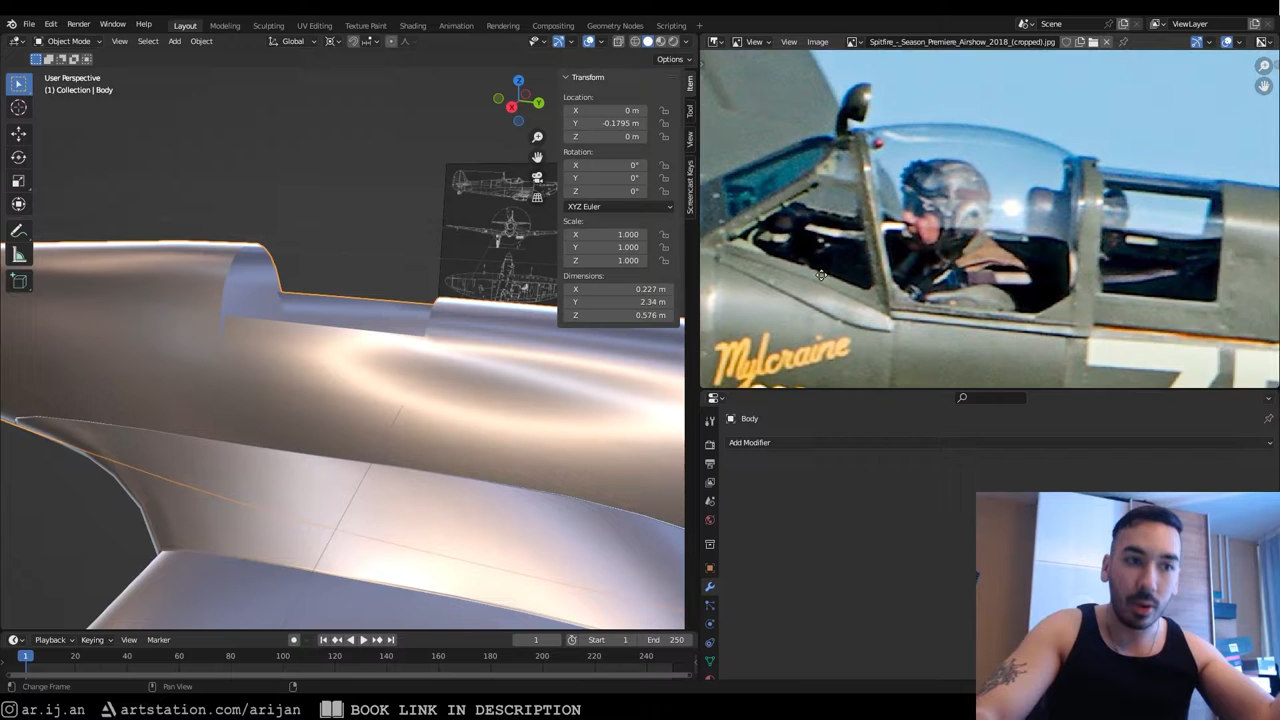 File Edit Render Window Help
Layout Modeling Sculpting UV Editing Texture Paint Shading Animation Rendering Compositing Geometry Nodes Scripting +
Scene
ViewLayer
Object Mode View Select Add Object
Global
Options
User Perspective
(1) Collection | Body
Z
Y
X
Transform
Location:
X 0 m
Y -0.1795 m
Z 0 m
Rotation:
X 0°
Y 0°
Z 0°
XYZ Euler
Scale:
X 1.000
Y 1.000
Z 1.000
Dimensions:
X 0.227 m
Y 2.34 m
Z 0.576 m
Item
Tool
View
Screencast Keys
View View Image
Spitfire_-_Season_Premiere_Airshow_2018_(cropped).jpg
Mylcraine
Body
Add Modifier
Playback Keying View Marker
1
Start 1
End 250
1 20 40 60 80 100 120 140 160 180 200 220 240
Change Frame
Pan View
ar.ij.an
artstation.com/arijan
BOOK LINK IN DESCRIPTION